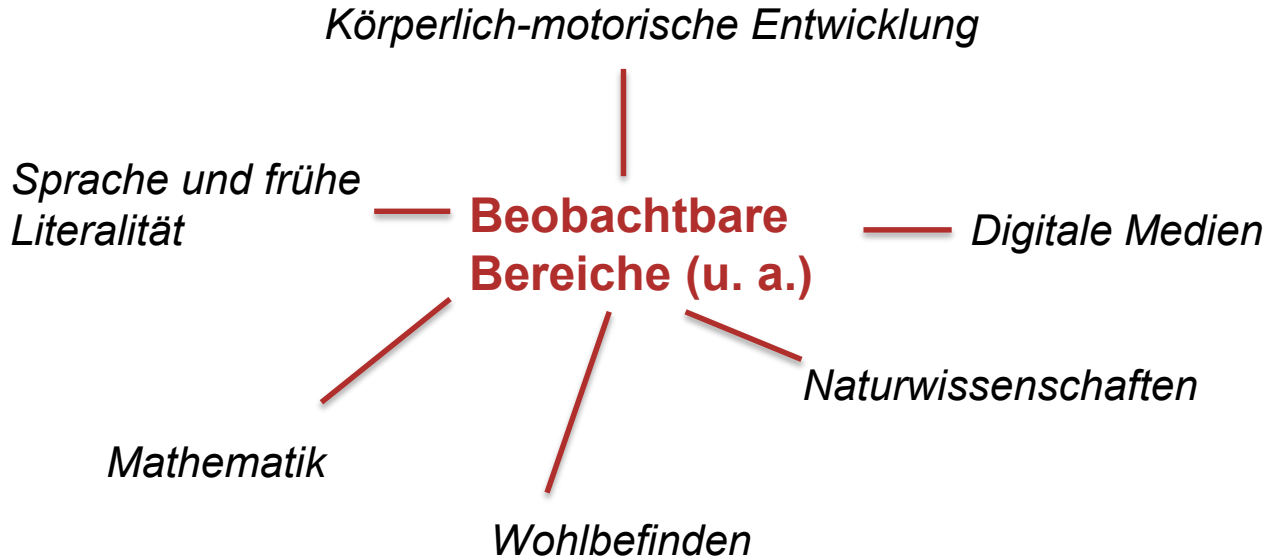 Körperlich-motorische Entwicklung
Sprache und frühe
Literalität
Beobachtbare
Bereiche (u. a.)
Digitale Medien
Naturwissenschaften
Mathematik
Wohlbefinden